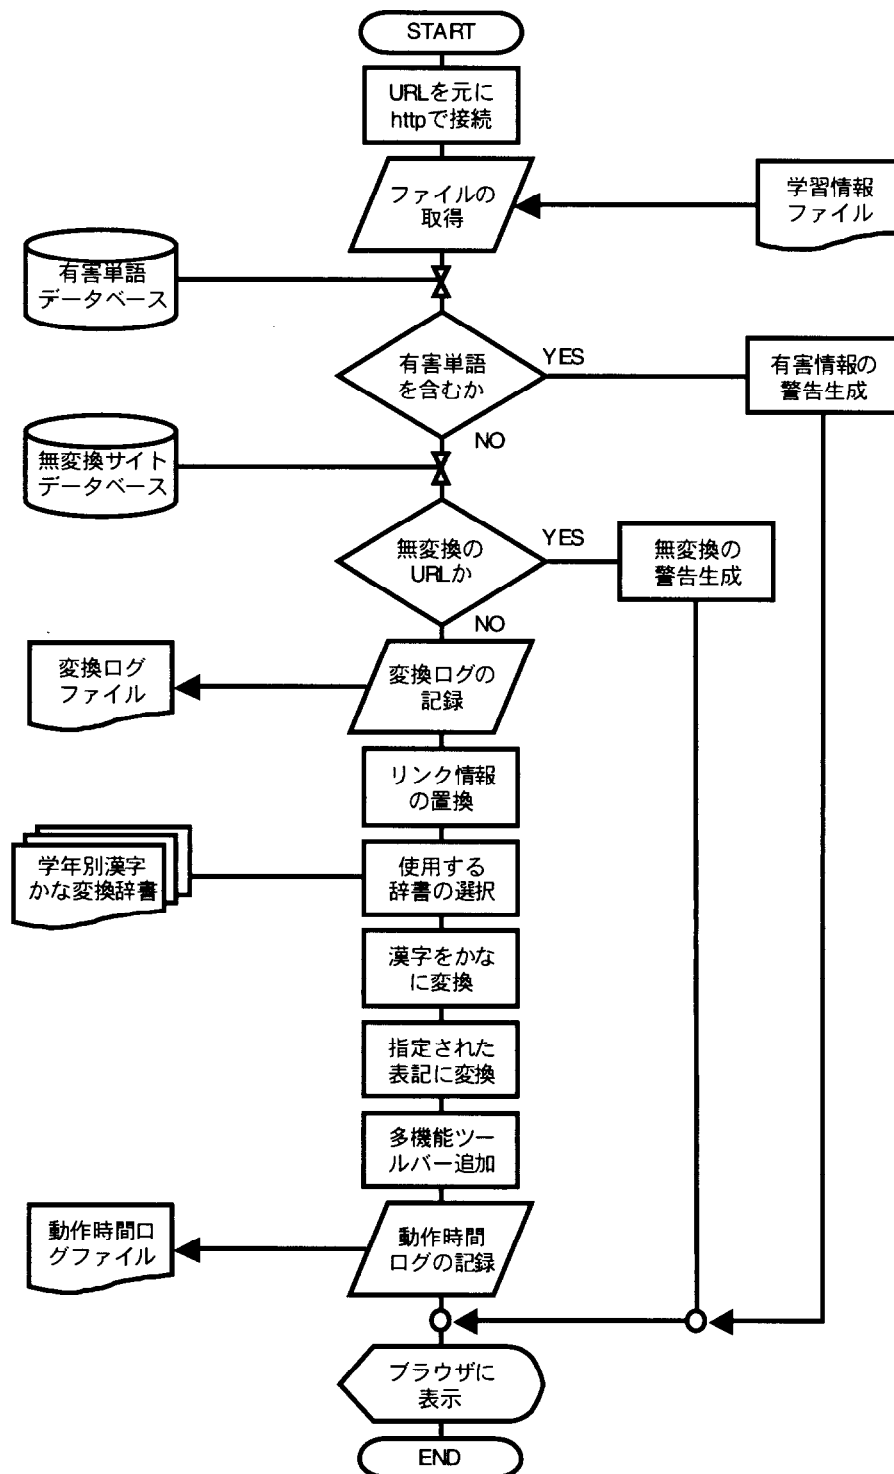 START
URLを元に
httpで接続
ファイルの
取得
学習情報
ファイル
有害単語
データベース
有害単語
を含むか
YES
有害情報の
警告生成
NO
無変換サイト
データベース
無変換の
URLか
YES
無変換の
警告生成
NO
変換ログ
ファイル
変換ログの
記録
リンク情報
の置換
学年別漢字
かな変換辞書
使用する
辞書の選択
漢字をかな
に変換
指定された
表記に変換
多機能ツー
ルバー追加
動作時間ロ
グファイル
動作時間
ログの記録
ブラウザに
表示
END